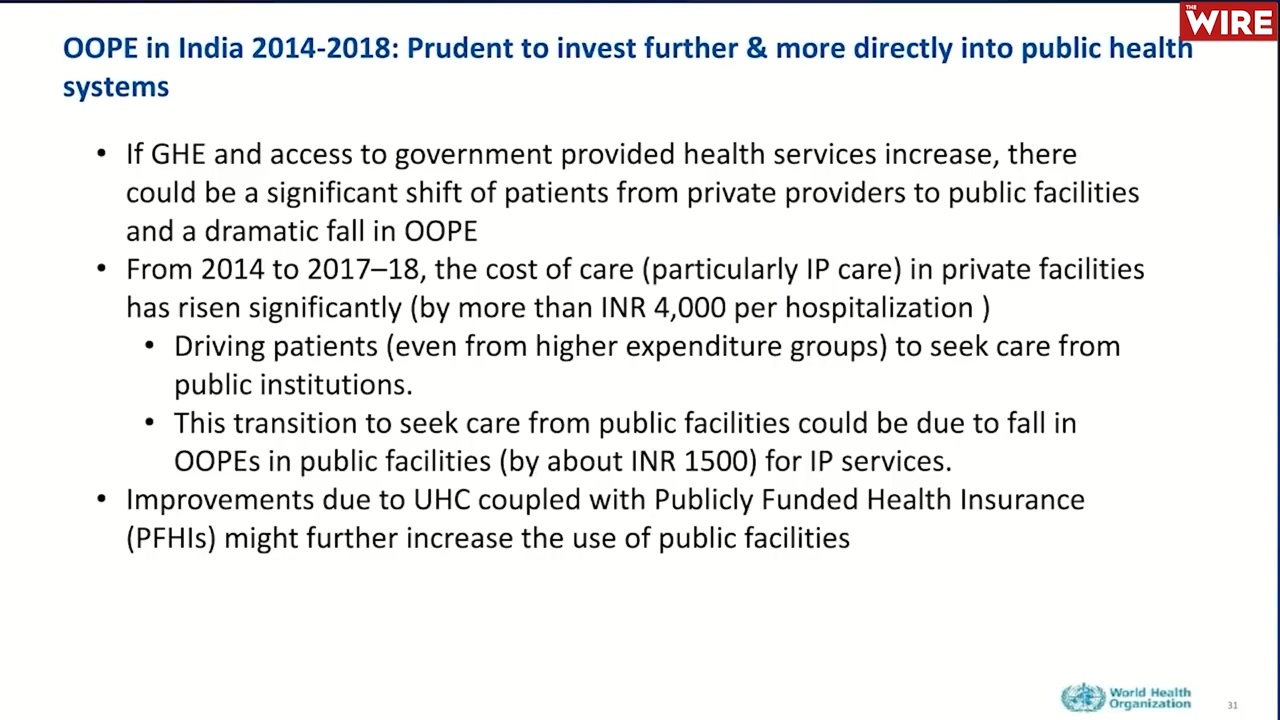 THE
WIRE
OOPE in India 2014-2018: Prudent to invest further & more directly into public health
systems
• If GHE and access to government provided health services increase, there
could be a significant shift of patients from private providers to public facilities
and a dramatic fall in OOPE
• From 2014 to 2017–18, the cost of care (particularly IP care) in private facilities
has risen significantly (by more than INR 4,000 per hospitalization )
• Driving patients (even from higher expenditure groups) to seek care from
public institutions.
• This transition to seek care from public facilities could be due to fall in
OOPEs in public facilities (by about INR 1500) for IP services.
• Improvements due to UHC coupled with Publicly Funded Health Insurance
(PFHIs) might further increase the use of public facilities
World Health
Organization
31